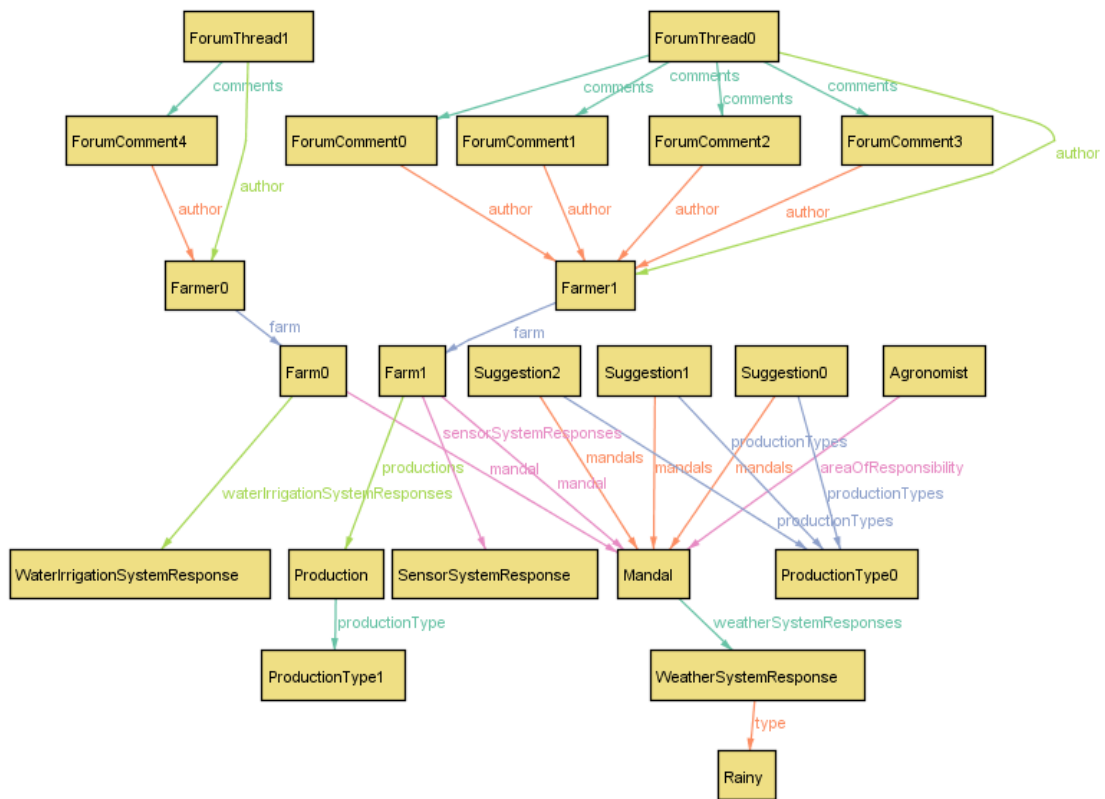 ForumThread1
ForumThread0
comments
comments
comments
comments
comments
ForumComment4
ForumComment0
ForumComment1
ForumComment2
ForumComment3
author
author
author
author
author
author
author
Farmer0
Farmer1
farm
farm
Farm0
Farm1
Suggestion2
Suggestion1
Suggestion0
Agronomist
sensorSystemResponses
productionTypes
productions
mandal
mandals
mandals
mandals
areaOfResponsibility
waterIrrigationSystemResponses
mandal
productionTypes
productionTypes
WaterIrrigationSystemResponse
Production
SensorSystemResponse
Mandal
ProductionType0
productionType
weatherSystemResponses
ProductionType1
WeatherSystemResponse
type
Rainy